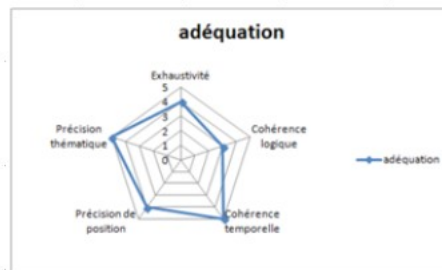 adéquation
Exhaustivité
5
4
3
2
1
0
Cohérence
logique
Cohérence
temporelle
Précision de
position
Précision
thématique
adéquation